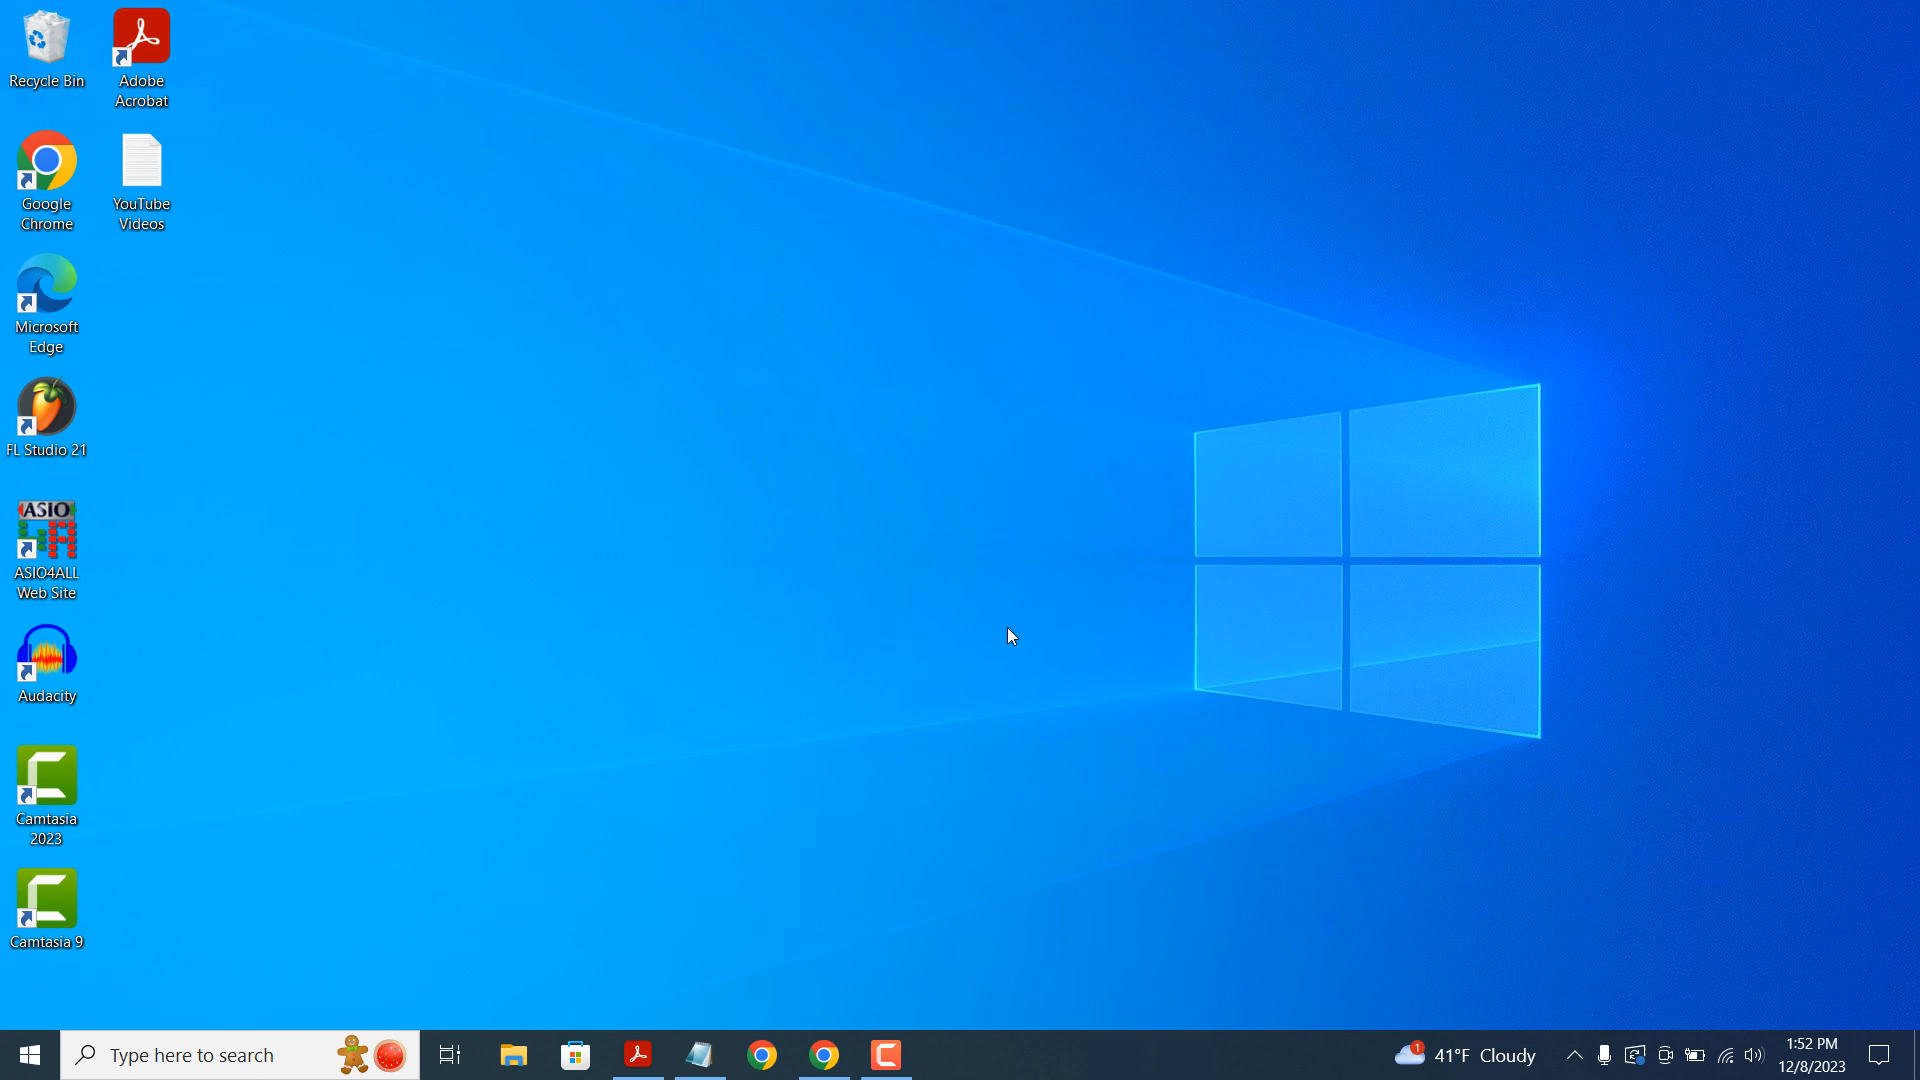 Recycle Bin
Adobe
Acrobat
Google
Chrome
YouTube
Videos
Microsoft
Edge
FL Studio 21
ASIO
ASIO4ALL
Web Site
Audacity
Camtasia
2023
Camtasia 9
Type here to search
1
41°F Cloudy
1:52 PM
12/8/2023